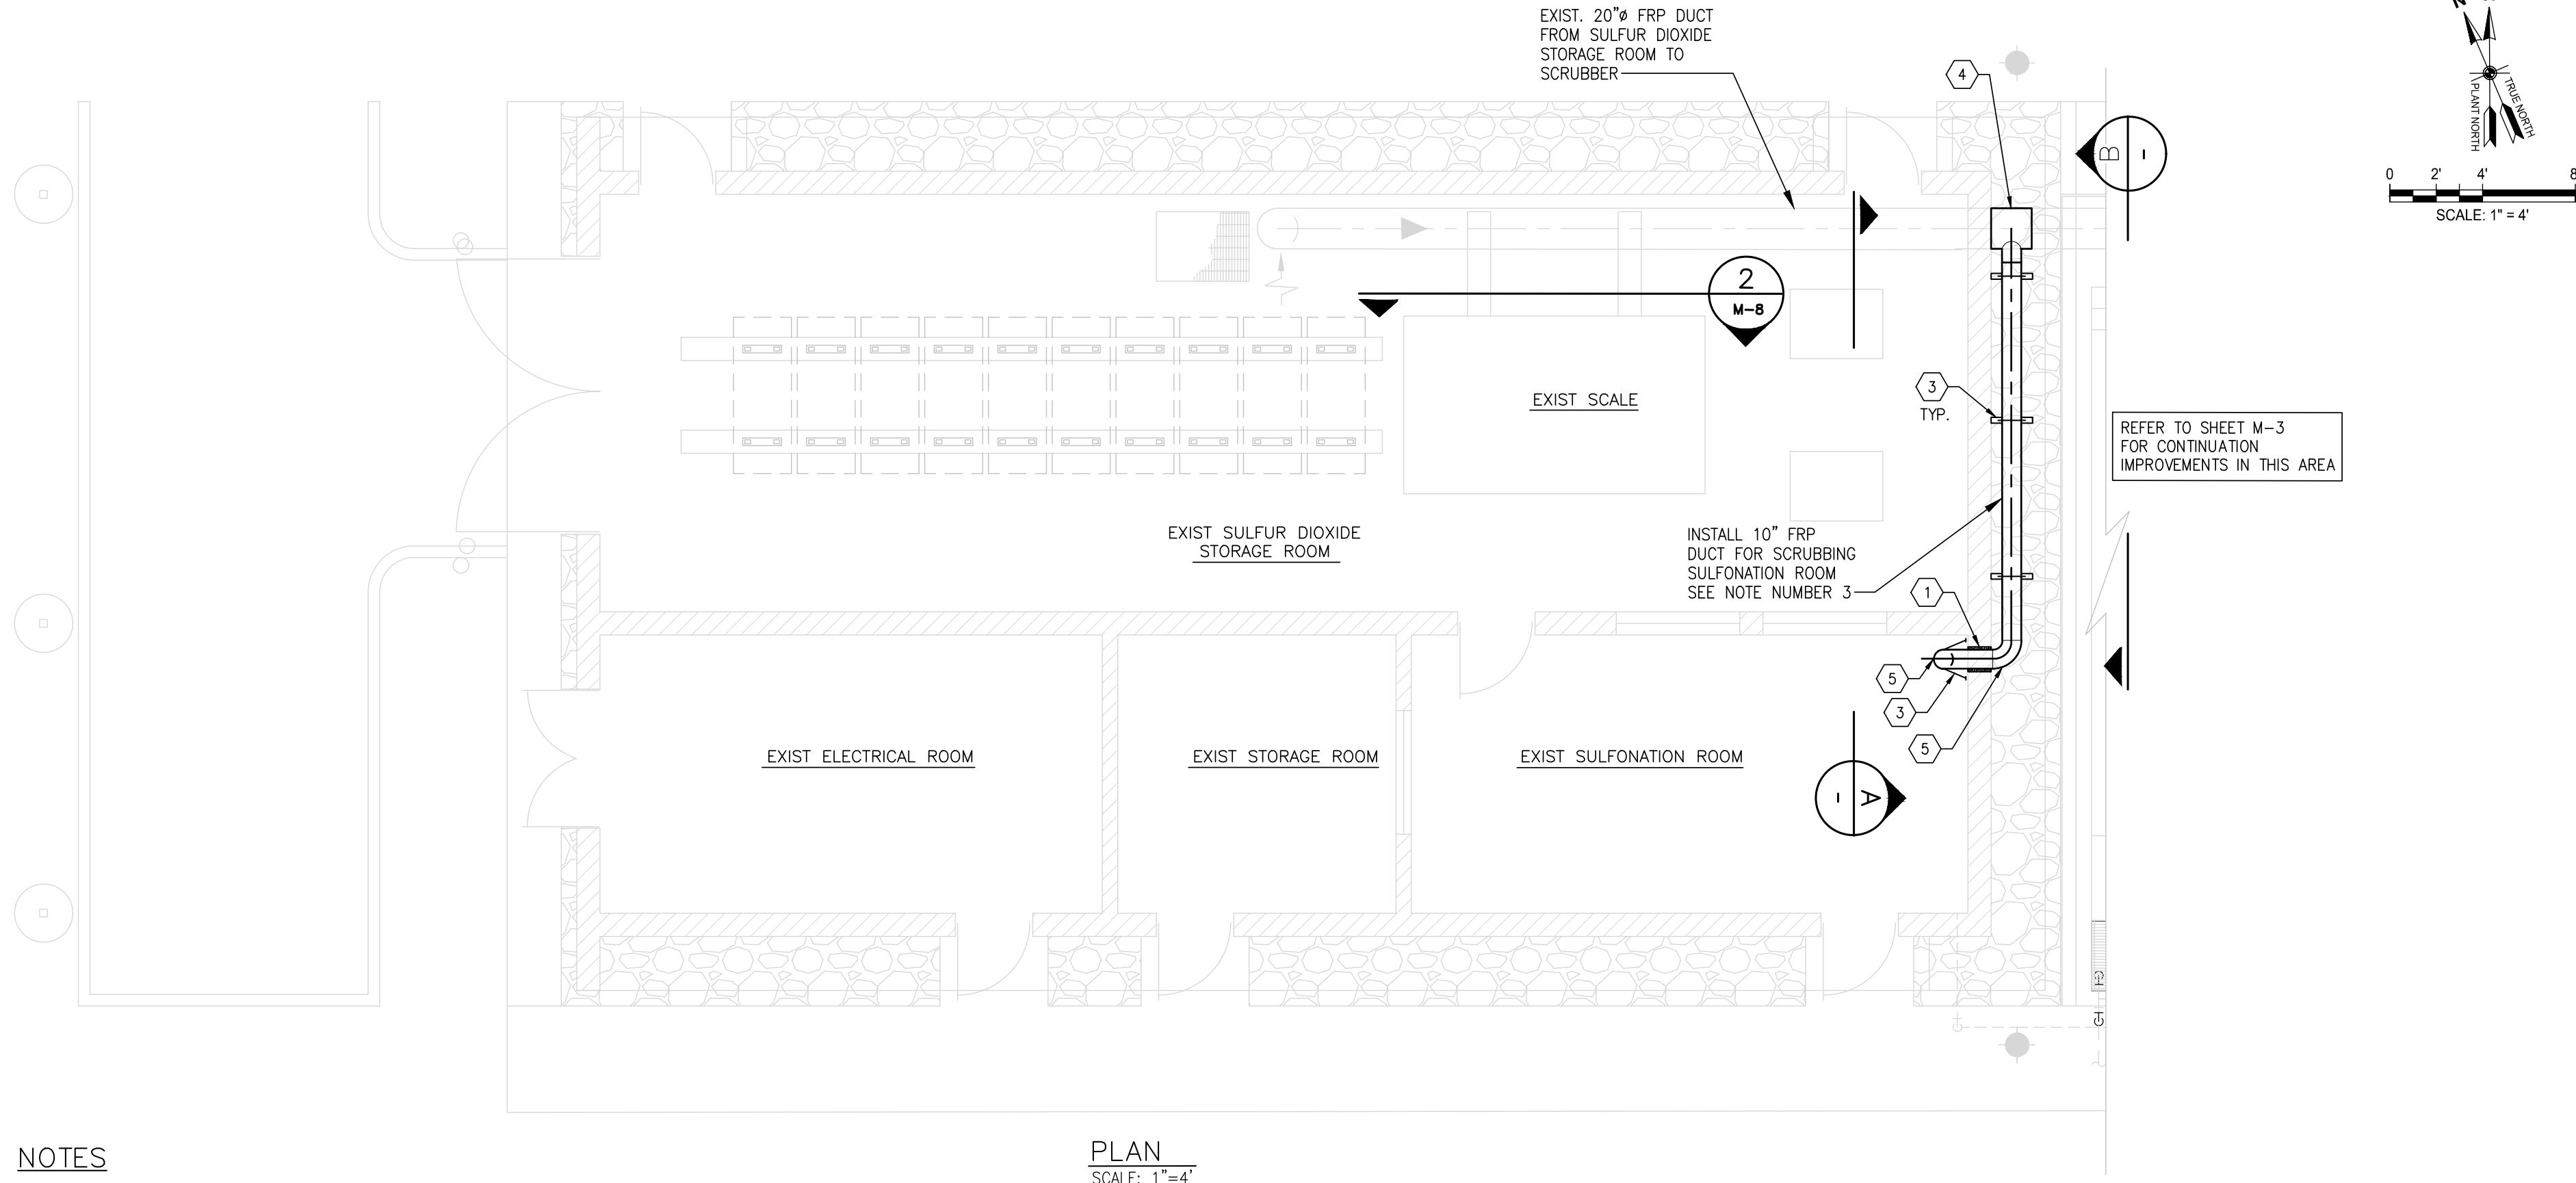 EXIST. 20"ø FRP DUCT
FROM SULFUR DIOXIDE
STORAGE ROOM TO
SCRUBBER
4
N
PLANT NORTH
TRUE NORTH
B
-
0 2' 4' 8
SCALE: 1" = 4'
2
M-8
3
TYP.
EXIST SCALE
REFER TO SHEET M-3
FOR CONTINUATION
IMPROVEMENTS IN THIS AREA
EXIST SULFUR DIOXIDE
STORAGE ROOM
INSTALL 10" FRP
DUCT FOR SCRUBBING
SULFONATION ROOM
SEE NOTE NUMBER 3
1
5
3
5
EXIST ELECTRICAL ROOM
EXIST STORAGE ROOM
EXIST SULFONATION ROOM
-
A
NOTES
PLAN
SCALE: 1"=4'